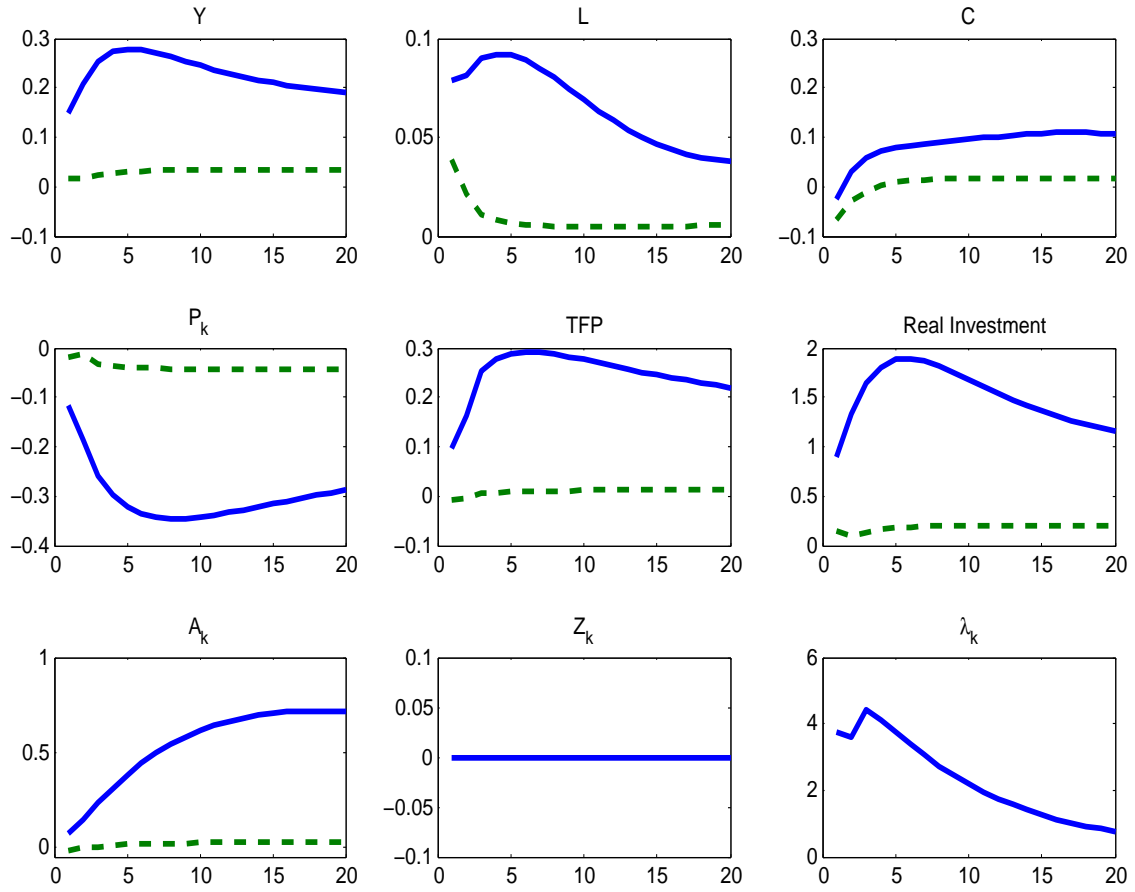 Y L C
0.3 0.1 0.3
0.2 0.2
0.1 0.05 0.1
0 0
−0.1 0 −0.1
0 5 10 15 20 0 5 10 15 20 0 5 10 15 20
P_k TFP Real Investment
0 0.3 2
−0.1 0.2 1.5
−0.2 0.1 1
−0.3 0 0.5
−0.4 −0.1 0
0 5 10 15 20 0 5 10 15 20 0 5 10 15 20
A_k Z_k λ_k
1 0.1 6
0.05 4
0.5 0
−0.05 2
0 −0.1 0
0 5 10 15 20 0 5 10 15 20 0 5 10 15 20